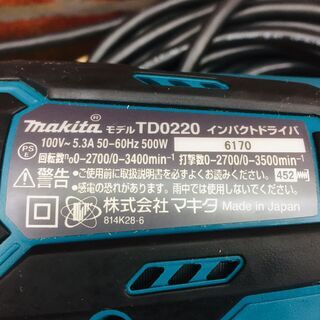 makita モデル TD0220 インパクトドライバ
PS E 100V~ 5.3A 50-60Hz 500W 6170
回転数n0 0-2700/0-3400min-1 打撃数0-2700/0-3500min-1
警告 •ご使用前に取扱説明書を必ずよくお読みください。 452
•感電の恐れがあります。雨中では使用しないでください。
株式会社マキタ Made in Japan
814K28-6